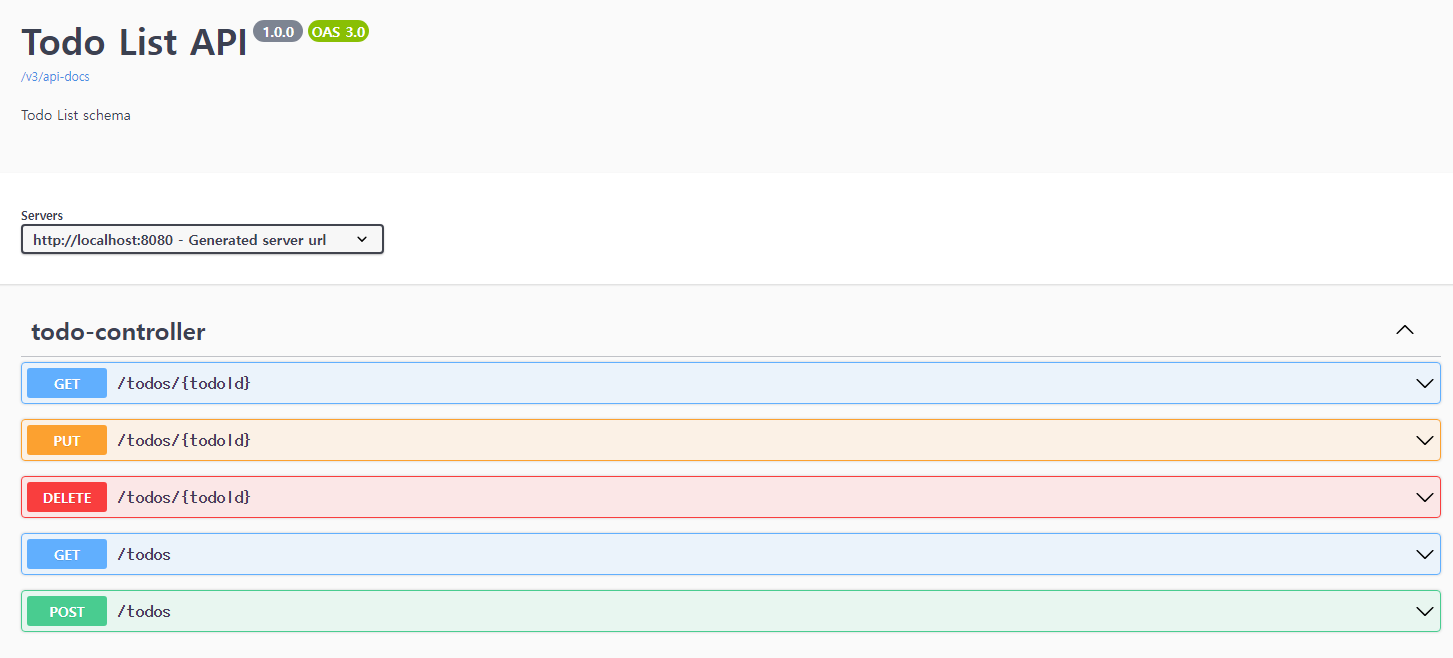 Todo List API 1.0.0 OAS 3.0
/v3/api-docs
Todo List schema
Servers
http://localhost:8080 - Generated server url
todo-controller
GET /todos/{todoId}
PUT /todos/{todoId}
DELETE /todos/{todoId}
GET /todos
POST /todos